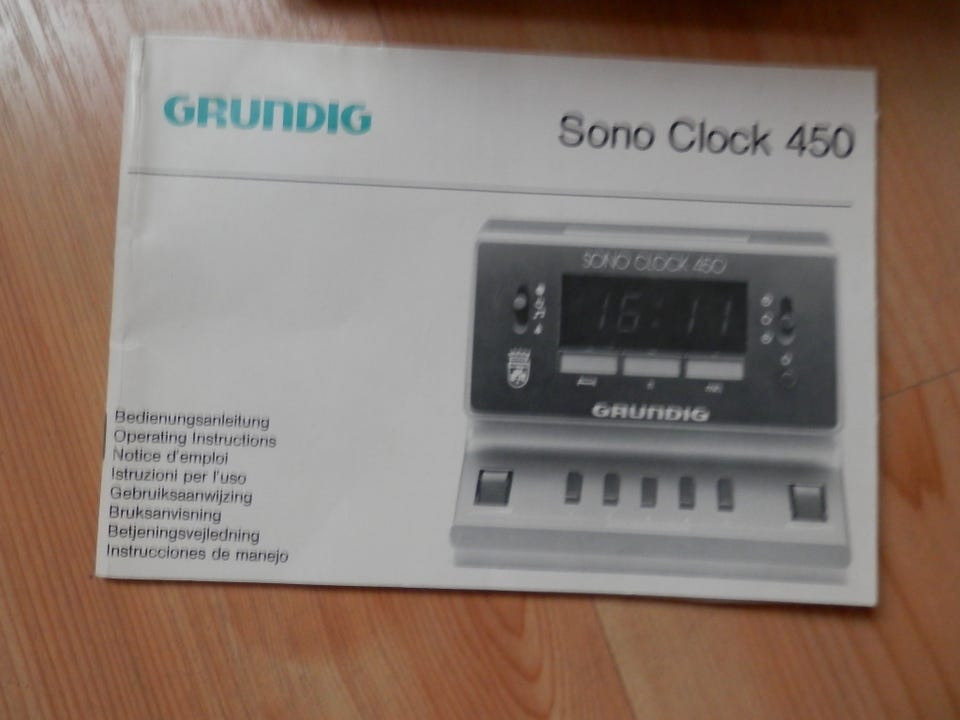 GRUNDIG
Sono Clock 450
SONO CLOCK 450
16:11
GRUNDIG
Bedienungsanleitung
Operating Instructions
Notice d'emploi
Istruzioni per l'uso
Gebruiksaanwijzing
Bruksanvisning
Betjeningsvejledning
Instrucciones de manejo